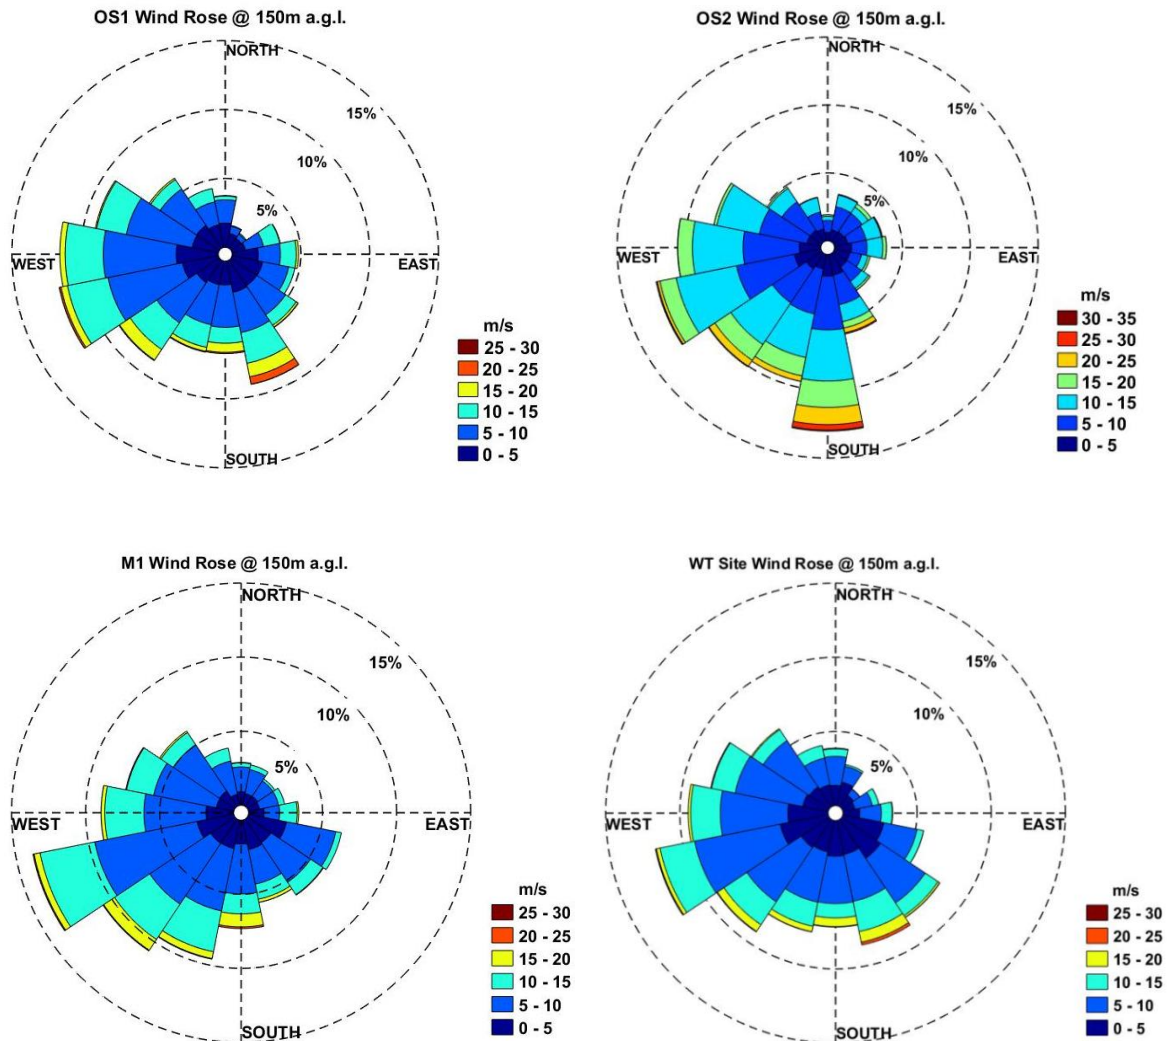 OS1 Wind Rose @ 150m a.g.l.
NORTH
15%
10%
5%
WEST
EAST
SOUTH
m/s
25 - 30
20 - 25
15 - 20
10 - 15
5 - 10
0 - 5
OS2 Wind Rose @ 150m a.g.l.
NORTH
15%
10%
5%
WEST
EAST
SOUTH
m/s
30 - 35
25 - 30
20 - 25
15 - 20
10 - 15
5 - 10
0 - 5
M1 Wind Rose @ 150m a.g.l.
NORTH
15%
10%
5%
WEST
EAST
SOUTH
m/s
25 - 30
20 - 25
15 - 20
10 - 15
5 - 10
0 - 5
WT Site Wind Rose @ 150m a.g.l.
NORTH
15%
10%
5%
WEST
EAST
SOUTH
m/s
25 - 30
20 - 25
15 - 20
10 - 15
5 - 10
0 - 5